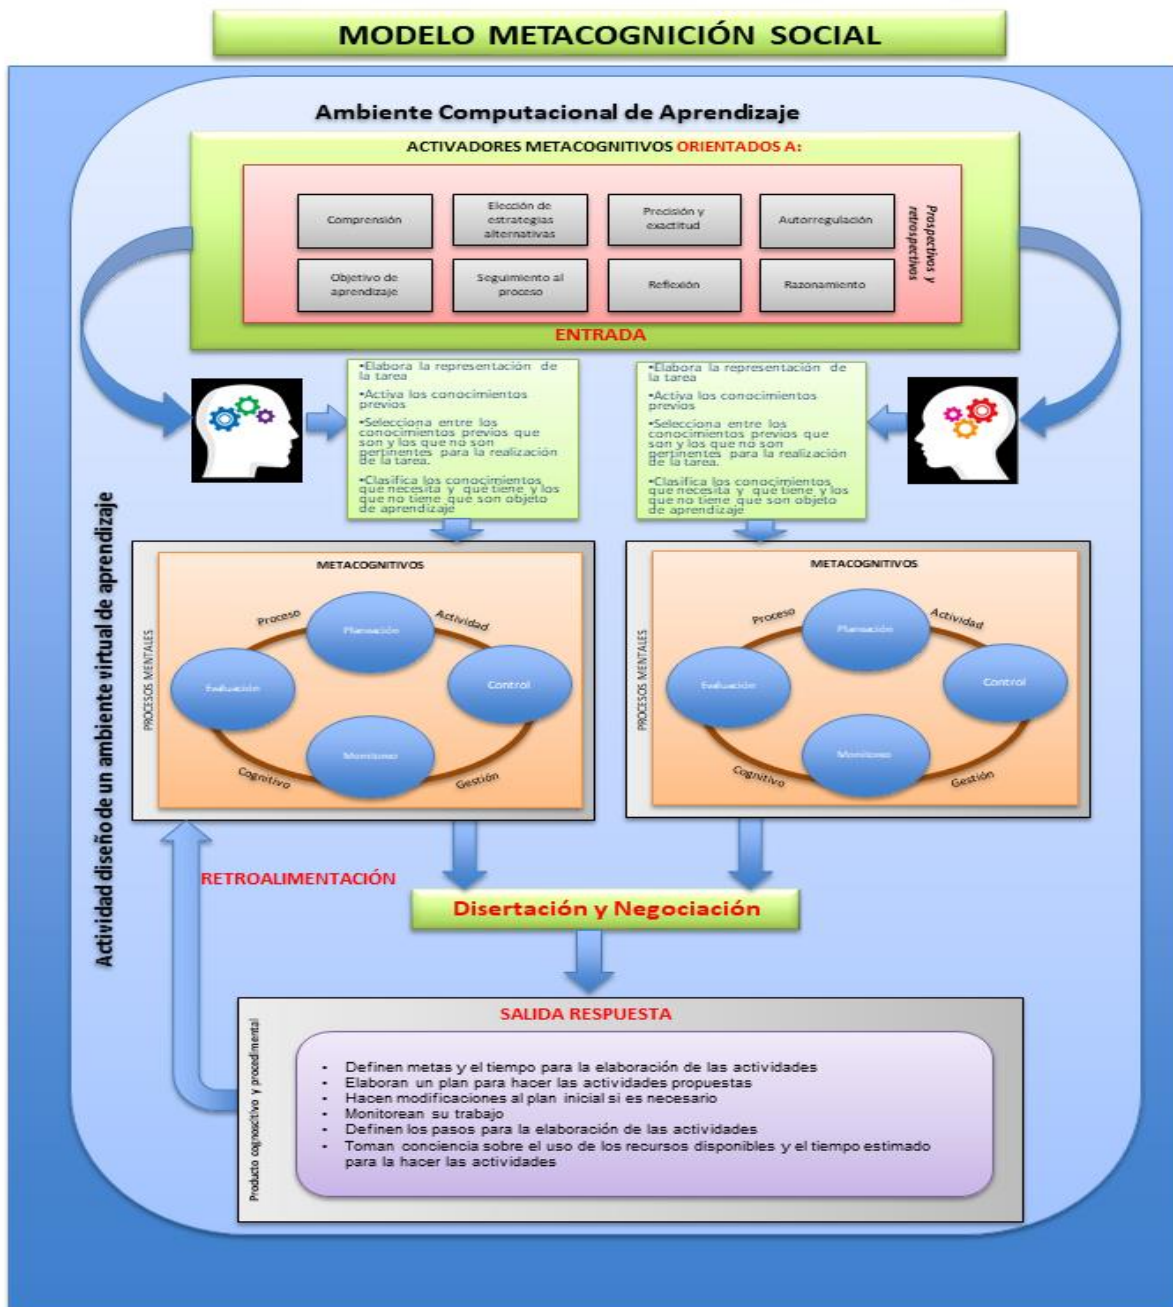 MODELO METACOGNICIÓN SOCIAL
Ambiente Computacional de Aprendizaje
ACTIVADORES METACOGNITIVOS ORIENTADOS A:
Comprensión
Elección de
estrategias
alternativas
Precisión y
exactitud
Autorregulación
Objetivo de
aprendizaje
Seguimiento al
proceso
Reflexión
Razonamiento
Prospectivos y
retrospectivos
ENTRADA
•Elabora la representación de
la tarea
•Activa los conocimientos
previos
•Selecciona entre los
conocimientos previos que
son y los que no son
pertinentes para la realización
de la tarea.
•Clasifica los conocimientos
que necesita y que tiene y los
que no tiene que son objeto
de aprendizaje
•Elabora la representación de
la tarea
•Activa los conocimientos
previos
•Selecciona entre los
conocimientos previos que
son y los que no son
pertinentes para la realización
de la tarea.
•Clasifica los conocimientos
que necesita y que tiene y los
que no tiene que son objeto
de aprendizaje
Actividad diseño de un ambiente virtual de aprendizaje
PROCESOS MENTALES
METACOGNITIVOS
Proceso
Actividad
Planeación
Evaluación
Control
Monitoreo
Cognitivo
Gestión
PROCESOS MENTALES
METACOGNITIVOS
Proceso
Actividad
Planeación
Evaluación
Control
Monitoreo
Cognitivo
Gestión
RETROALIMENTACIÓN
Disertación y Negociación
Producto cognoscitivo y procedimental
SALIDA RESPUESTA
• Definen metas y el tiempo para la elaboración de las actividades
• Elaboran un plan para hacer las actividades propuestas
• Hacen modificaciones al plan inicial si es necesario
• Monitorean su trabajo
• Definen los pasos para la elaboración de las actividades
• Toman conciencia sobre el uso de los recursos disponibles y el tiempo estimado
para la hacer las actividades